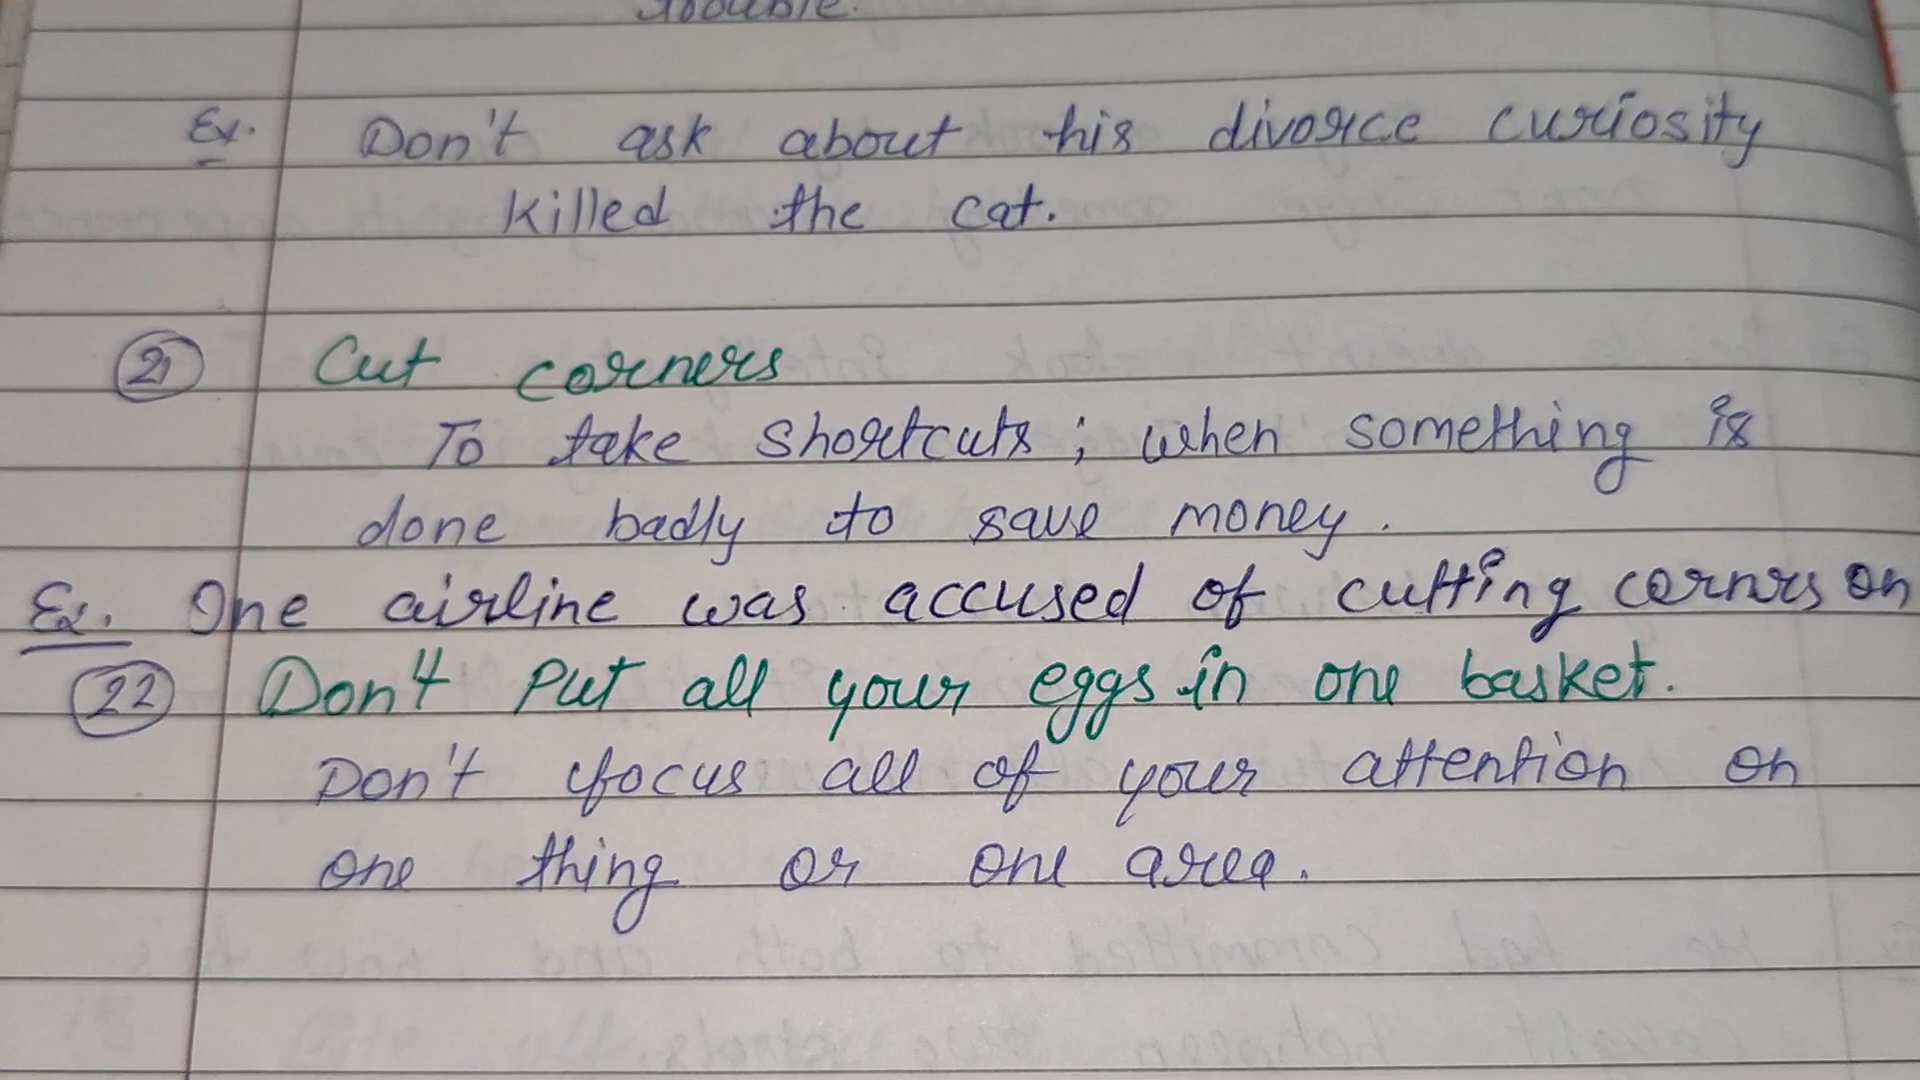 Ex. Don't ask about his divorce curiosity
killed the cat.
21 Cut corners
To take shortcuts; when something is
done badly to save money.
Ex. One airline was accused of cutting corners on
22 Don't Put all your eggs in one basket.
Don't focus all of your attention on
one thing or one area.